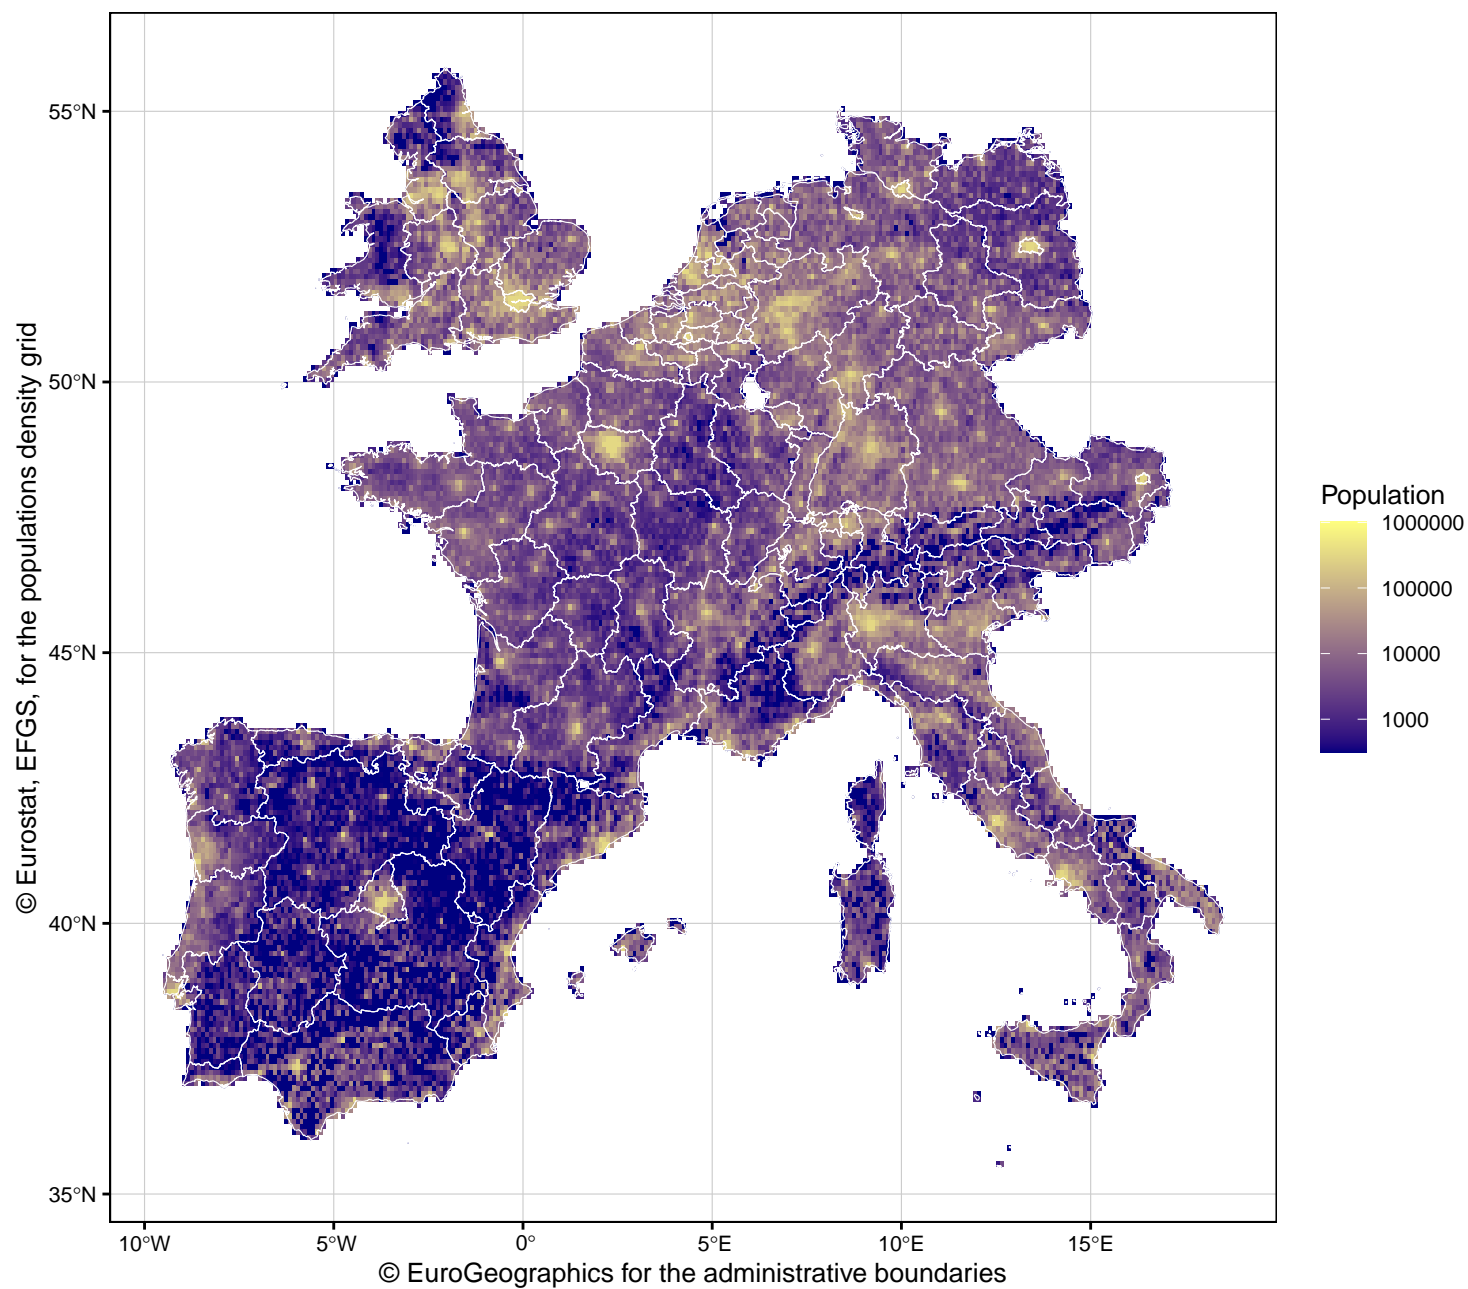 55°N
50°N
45°N
40°N
35°N
10°W
5°W
0°
5°E
10°E
15°E
© EuroGeographics for the administrative boundaries
© Eurostat, EFGS, for the populations density grid
Population
1000000
100000
10000
1000